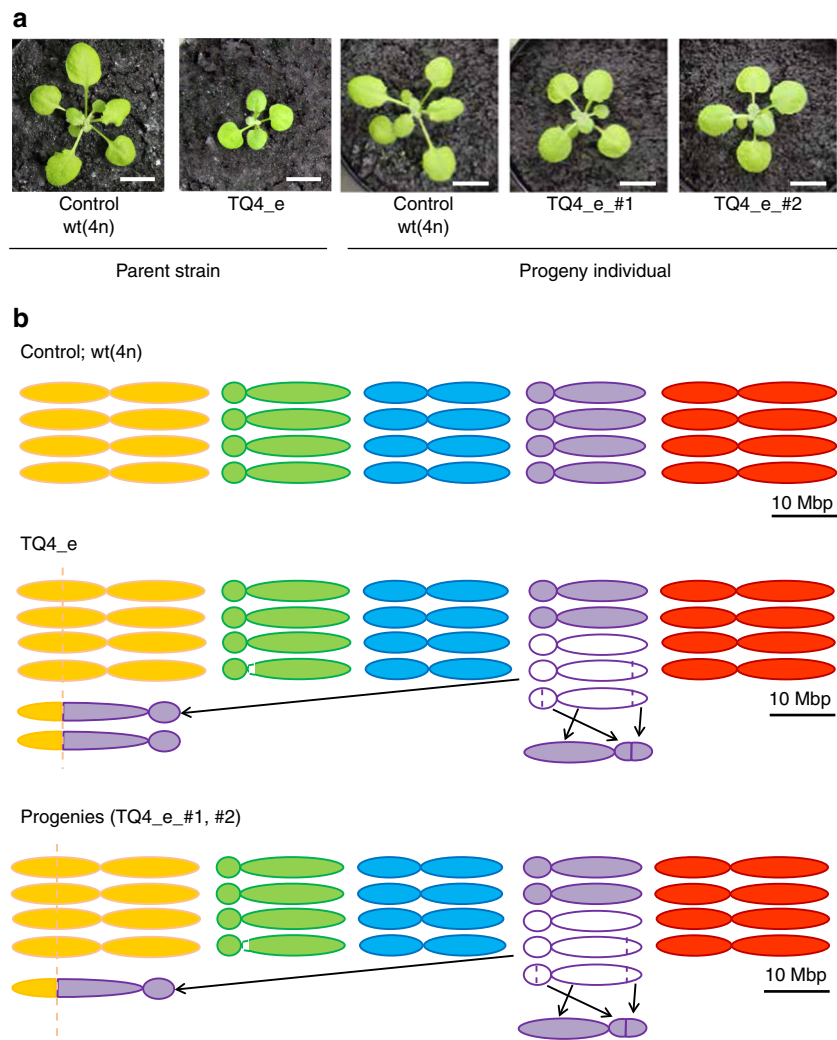 a
Control
wt(4n)
TQ4_e
Control
wt(4n)
TQ4_e_#1
TQ4_e_#2
Parent strain
Progeny individual
b
Control; wt(4n)
10 Mbp
TQ4_e
10 Mbp
Progenies (TQ4_e_#1, #2)
10 Mbp